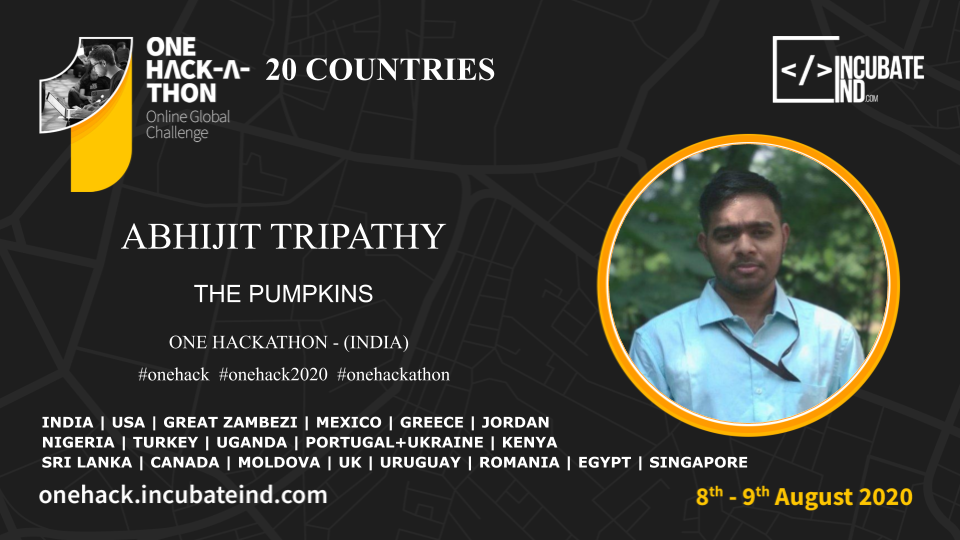 ONE
HACK-A-
THON
Online Global
Challenge
20 COUNTRIES
</>INCUBATE
IND.COM
ABHIJIT TRIPATHY
THE PUMPKINS
ONE HACKATHON - (INDIA)
#onehack #onehack2020 #onehackathon
INDIA | USA | GREAT ZAMBEZI | MEXICO | GREECE | JORDAN
NIGERIA | TURKEY | UGANDA | PORTUGAL+UKRAINE | KENYA
SRI LANKA | CANADA | MOLDOVA | UK | URUGUAY | ROMANIA | EGYPT | SINGAPORE
onehack.incubateind.com
8th - 9th August 2020